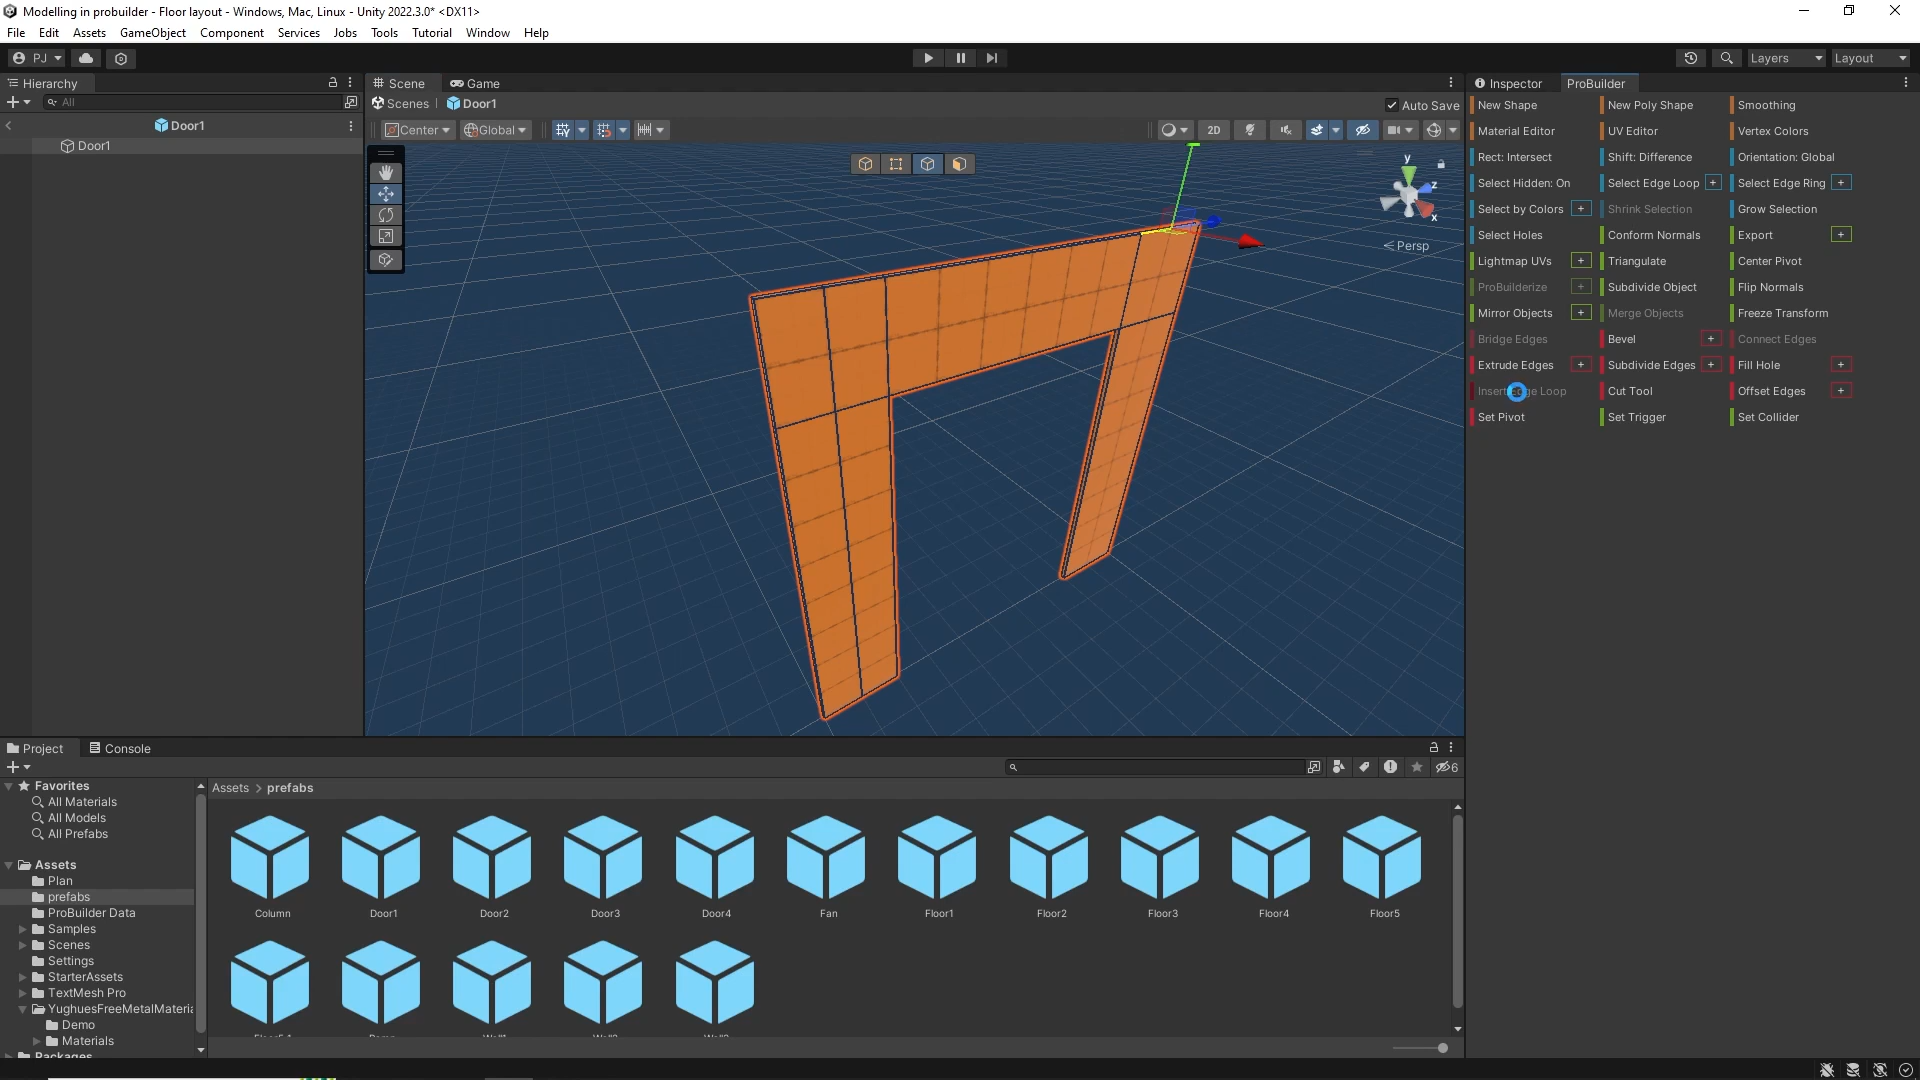 Modelling in probuilder - Floor layout - Windows, Mac, Linux - Unity 2022.3.0* <DX11>
File Edit Assets GameObject Component Services Jobs Tools Tutorial Window Help
PJ Layers Layout
Hierarchy
All
Door1
Door1
Scene Game
Scenes Door1 Auto Save
Center Global 2D
y
z
x
Persp
Inspector ProBuilder
New Shape New Poly Shape Smoothing
Material Editor UV Editor Vertex Colors
Rect: Intersect Shift: Difference Orientation: Global
Select Hidden: On Select Edge Loop + Select Edge Ring +
Select by Colors + Shrink Selection Grow Selection
Select Holes Conform Normals Export +
Lightmap UVs + Triangulate Center Pivot
ProBuilderize + Subdivide Object Flip Normals
Mirror Objects + Merge Objects Freeze Transform
Bridge Edges Bevel + Connect Edges
Extrude Edges + Subdivide Edges + Fill Hole +
Insert Edge Loop Cut Tool Offset Edges +
Set Pivot Set Trigger Set Collider
Project Console
6
Favorites
All Materials
All Models
All Prefabs
Assets
Plan
prefabs
ProBuilder Data
Samples
Scenes
Settings
StarterAssets
TextMesh Pro
YughuesFreeMetalMateria
Demo
Materials
Packages
Assets > prefabs
Column Door1 Door2 Door3 Door4 Fan Floor1 Floor2 Floor3 Floor4 Floor5